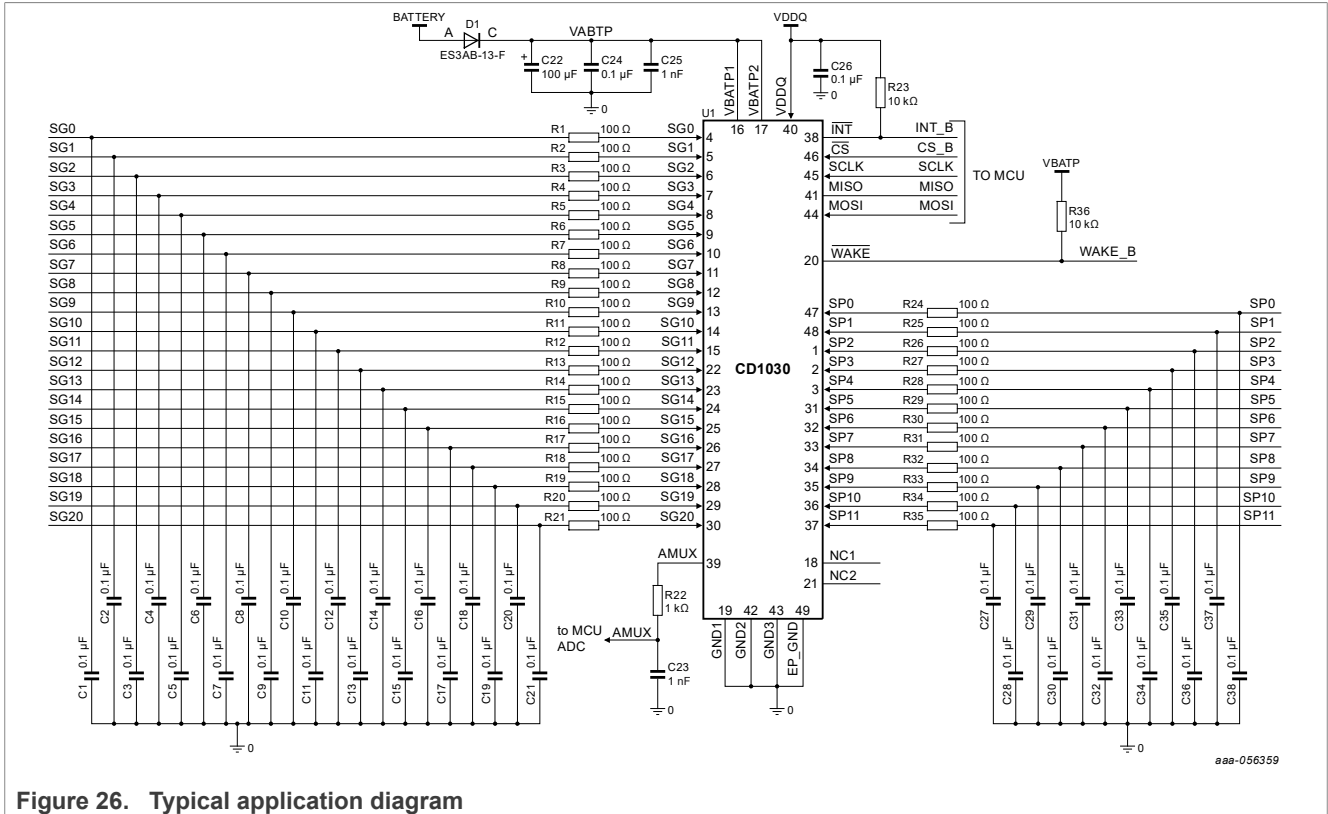 BATTERY
D1
A
C
ES3AB-13-F
VABTP
C22
100 µF
+
C24
0.1 µF
C25
1 nF
0
VDDQ
C26
0.1 µF
0
R23
10 kΩ
VBATP1
VBATP2
VDDQ
U1
16
17
40
SG0 R1 100 Ω SG0 4
SG1 R2 100 Ω SG1 5
SG2 R3 100 Ω SG2 6
SG3 R4 100 Ω SG3 7
SG4 R5 100 Ω SG4 8
SG5 R6 100 Ω SG5 9
SG6 R7 100 Ω SG6 10
SG7 R8 100 Ω SG7 11
SG8 R9 100 Ω SG8 12
SG9 R10 100 Ω SG9 13
SG10 R11 100 Ω SG10 14
SG11 R12 100 Ω SG11 15
SG12 R13 100 Ω SG12 22
SG13 R14 100 Ω SG13 23
SG14 R15 100 Ω SG14 24
SG15 R16 100 Ω SG15 25
SG16 R17 100 Ω SG16 26
SG17 R18 100 Ω SG17 27
SG18 R19 100 Ω SG18 28
SG19 R20 100 Ω SG19 29
SG20 R21 100 Ω SG20 30
CD1030
38 INT INT_B
46 CS CS_B
45 SCLK SCLK
41 MISO MISO
44 MOSI MOSI
TO MCU
VBATP
R36
10 kΩ
20 WAKE WAKE_B
47 SP0 R24 100 Ω SP0
48 SP1 R25 100 Ω SP1
1 SP2 R26 100 Ω SP2
2 SP3 R27 100 Ω SP3
3 SP4 R28 100 Ω SP4
31 SP5 R29 100 Ω SP5
32 SP6 R30 100 Ω SP6
33 SP7 R31 100 Ω SP7
34 SP8 R32 100 Ω SP8
35 SP9 R33 100 Ω SP9
36 SP10 R34 100 Ω SP10
37 SP11 R35 100 Ω SP11
18 NC1
21 NC2
AMUX 39
R22
1 kΩ
to MCU
ADC
AMUX
C23
1 nF
0
19
42
43
49
GND1
GND2
GND3
EP_GND
0
C2 0.1 µF
C4 0.1 µF
C6 0.1 µF
C8 0.1 µF
C10 0.1 µF
C12 0.1 µF
C14 0.1 µF
C16 0.1 µF
C18 0.1 µF
C20 0.1 µF
C1 0.1 µF
C3 0.1 µF
C5 0.1 µF
C7 0.1 µF
C9 0.1 µF
C11 0.1 µF
C13 0.1 µF
C15 0.1 µF
C17 0.1 µF
C19 0.1 µF
C21 0.1 µF
0
C27 0.1 µF
C29 0.1 µF
C31 0.1 µF
C33 0.1 µF
C35 0.1 µF
C37 0.1 µF
C28 0.1 µF
C30 0.1 µF
C32 0.1 µF
C34 0.1 µF
C36 0.1 µF
C38 0.1 µF
0
aaa-056359
Figure 26. Typical application diagram